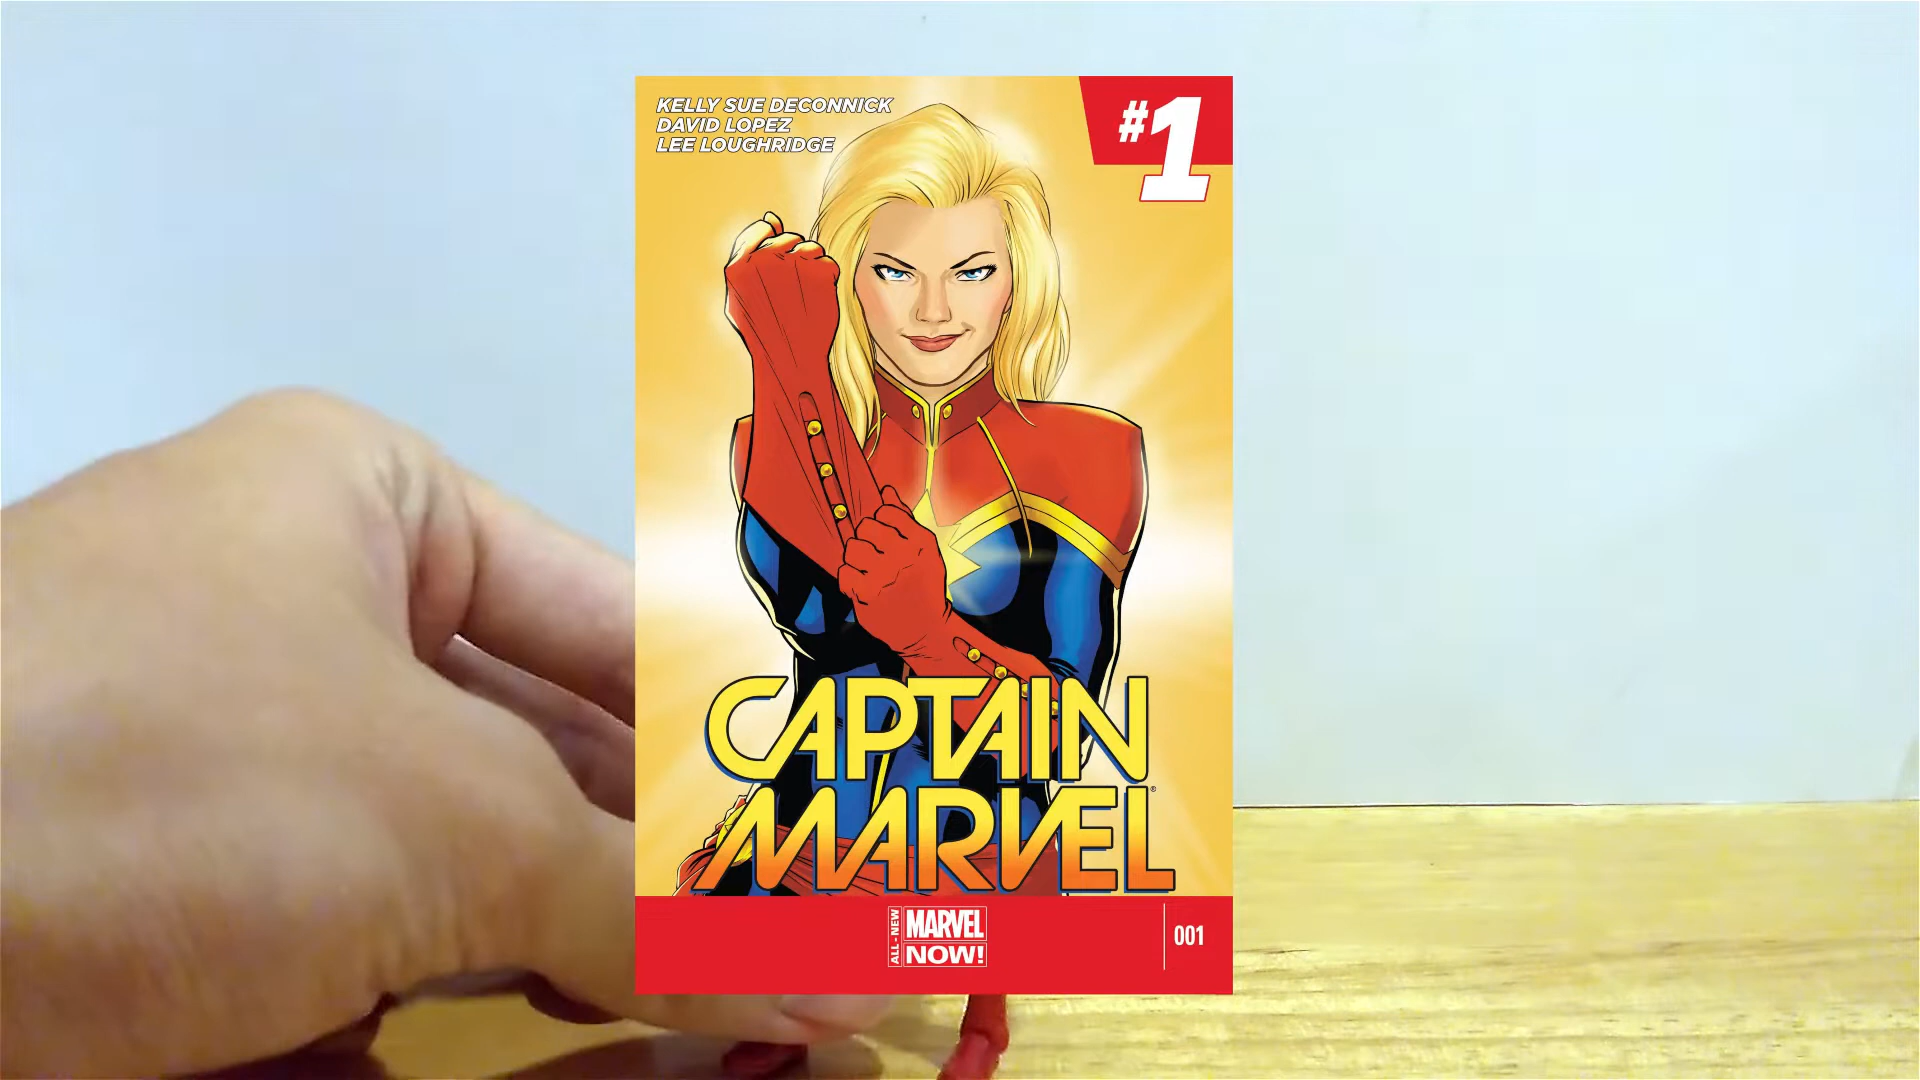 KELLY SUE DECONNICK
DAVID LOPEZ
LEE LOUGHRIDGE
#1
CAPTAIN
MARVEL®
ALL-NEW
MARVEL
NOW!
001